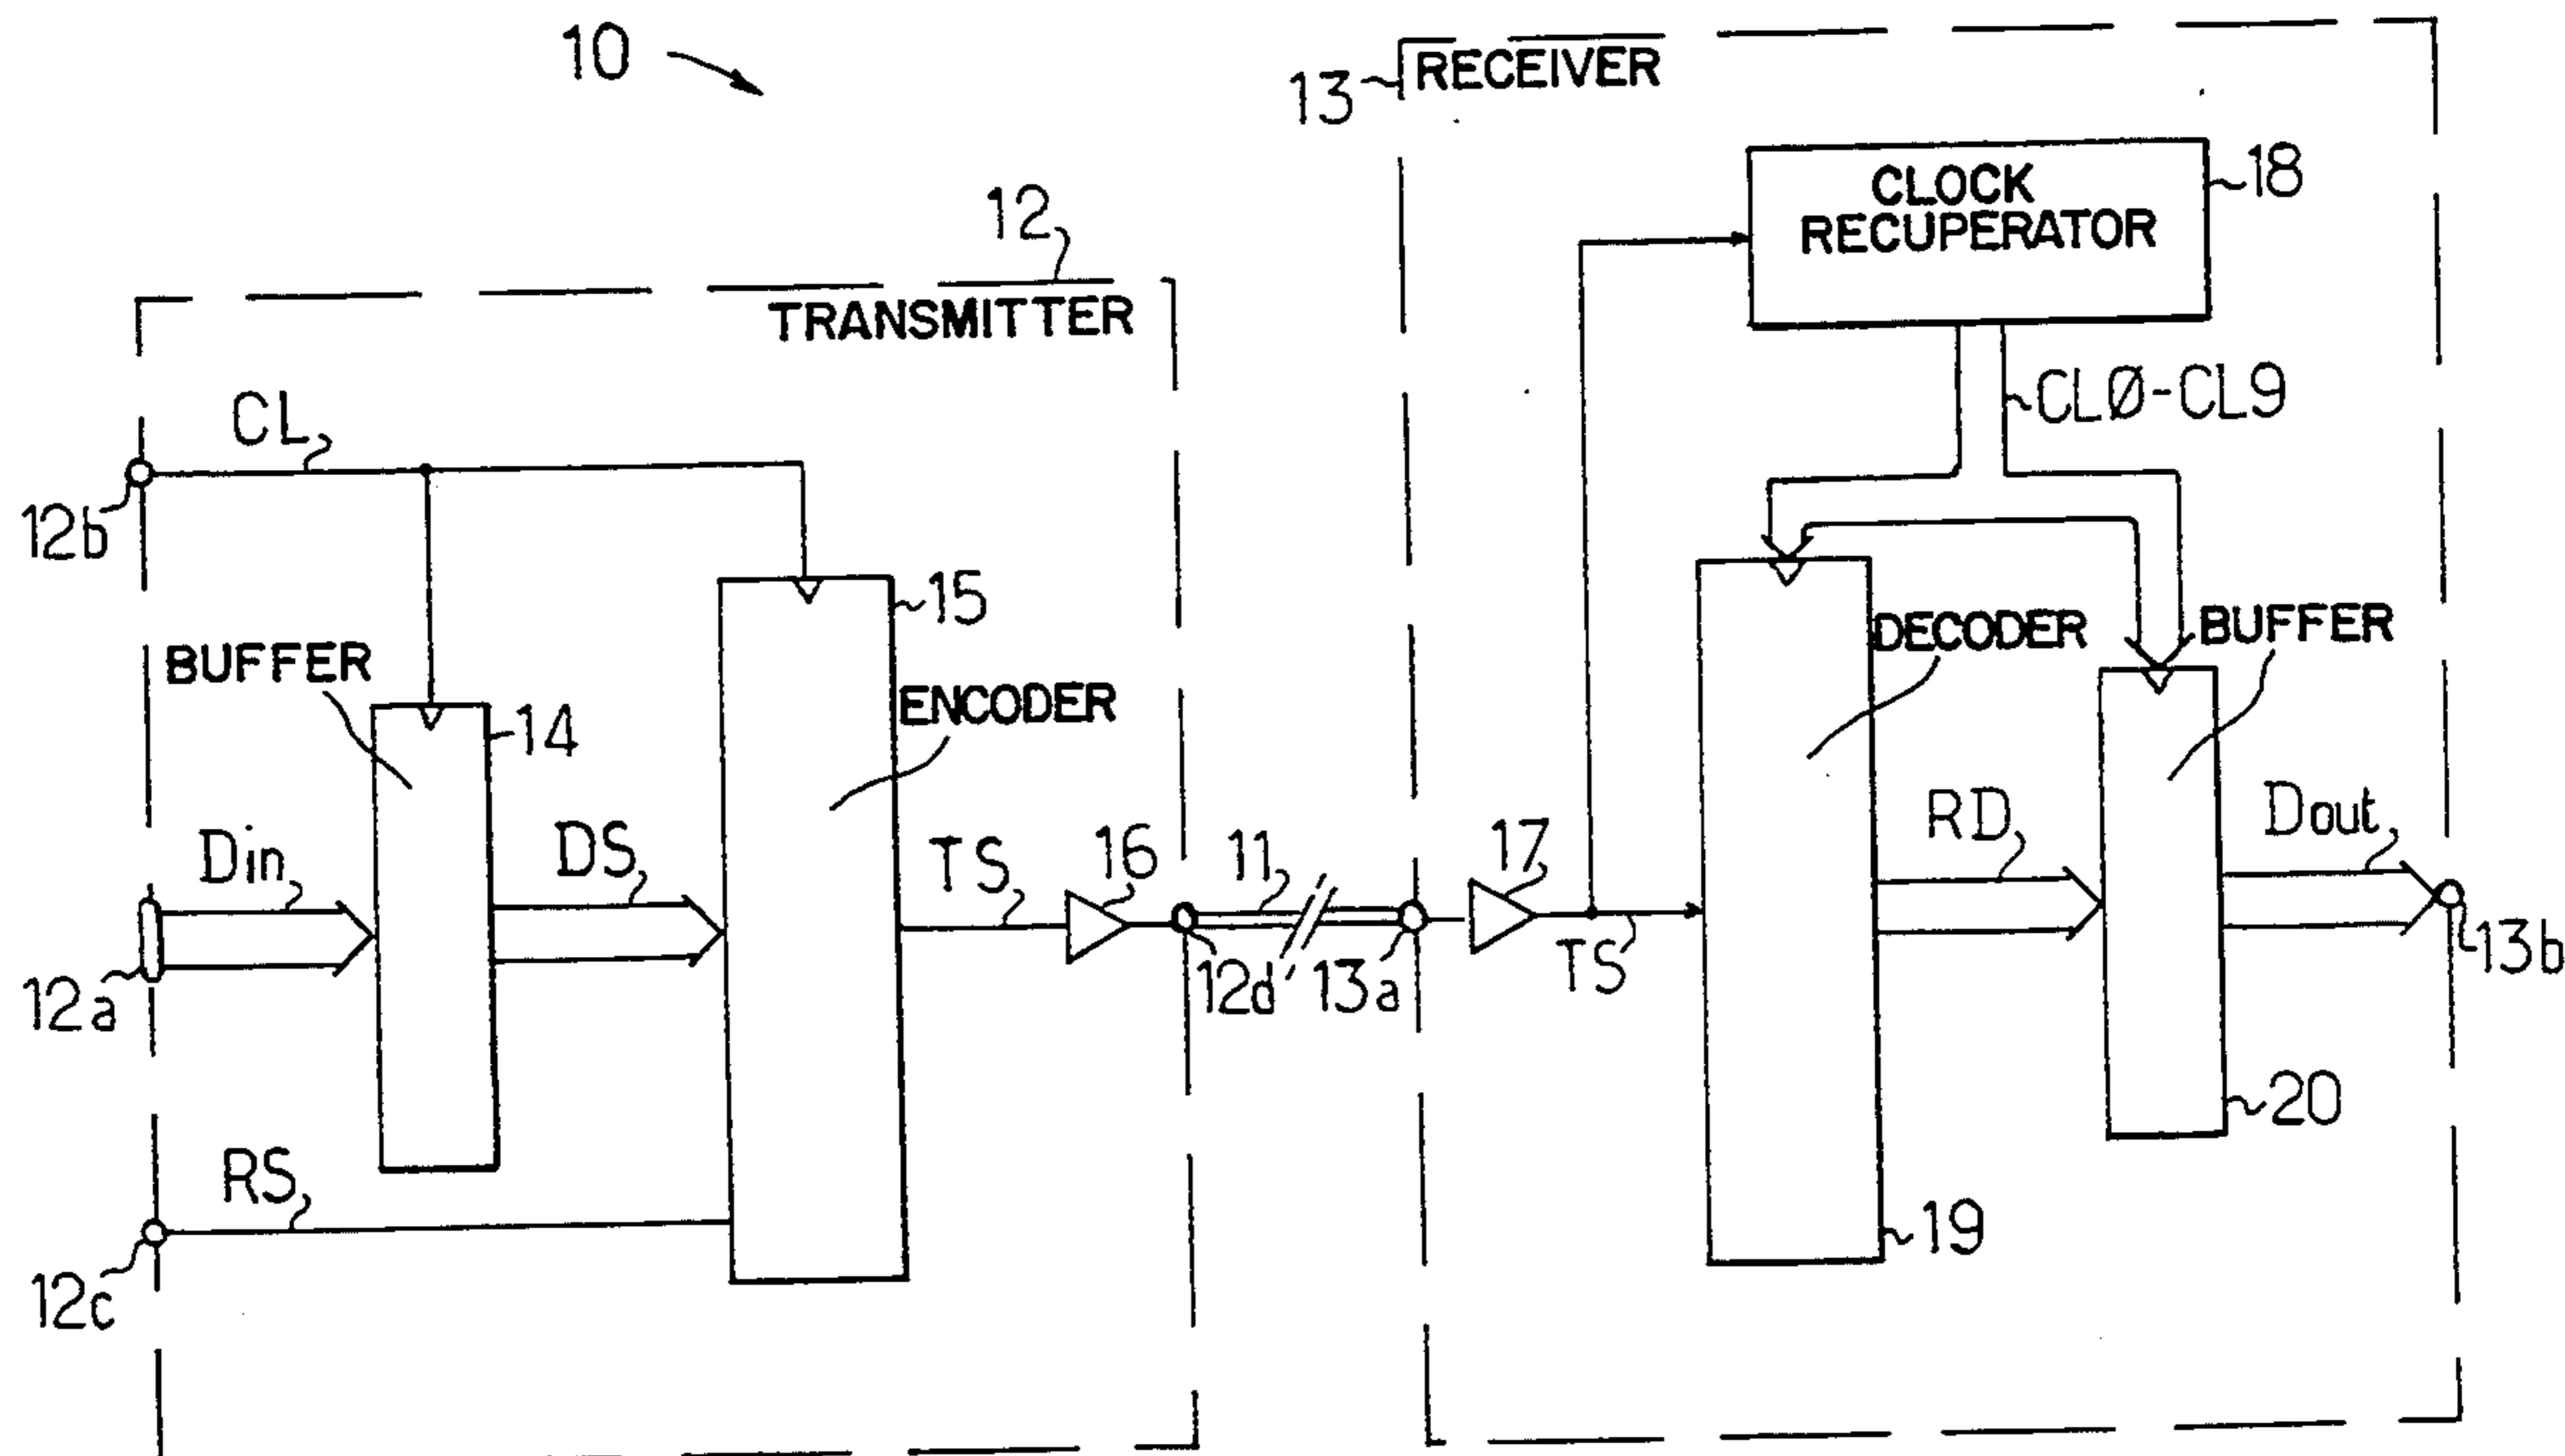 10
13
RECEIVER
CLOCK
RECUPERATOR
18
12
TRANSMITTER
CL
12b
CLØ-CL9
15
BUFFER
ENCODER
14
DECODER
BUFFER
Din
DS
TS
16
11
17
RD
Dout
12a
12d'
13a
TS
13b
20
RS
19
12c